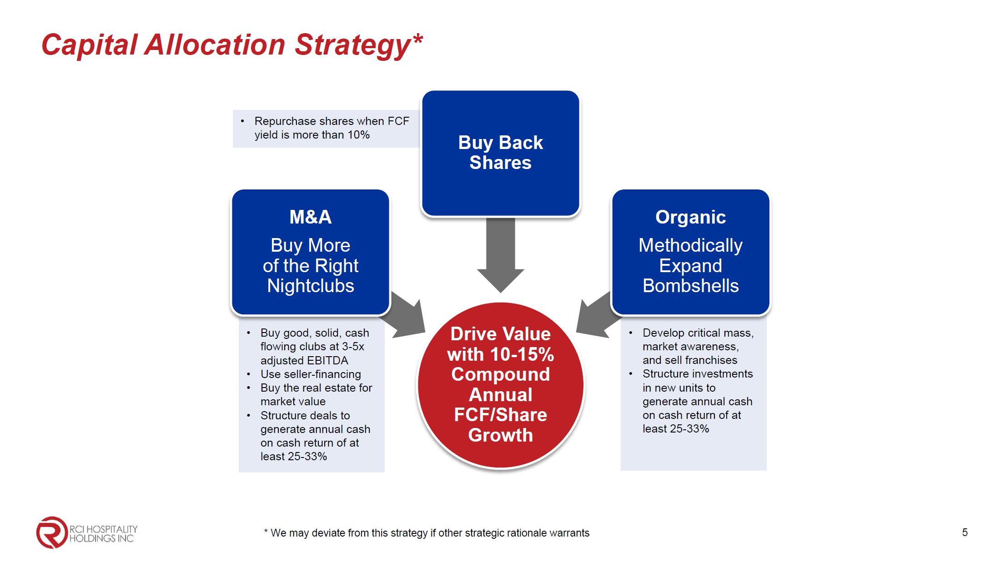 Capital Allocation Strategy*
• Repurchase shares when FCF
yield is more than 10%
Buy Back
Shares
M&A
Buy More
of the Right
Nightclubs
• Buy good, solid, cash
flowing clubs at 3-5x
adjusted EBITDA
• Use seller-financing
• Buy the real estate for
market value
• Structure deals to
generate annual cash
on cash return of at
least 25-33%
Organic
Methodically
Expand
Bombshells
• Develop critical mass,
market awareness,
and sell franchises
• Structure investments
in new units to
generate annual cash
on cash return of at
least 25-33%
Drive Value
with 10-15%
Compound
Annual
FCF/Share
Growth
RCI HOSPITALITY
HOLDINGS INC
* We may deviate from this strategy if other strategic rationale warrants
5